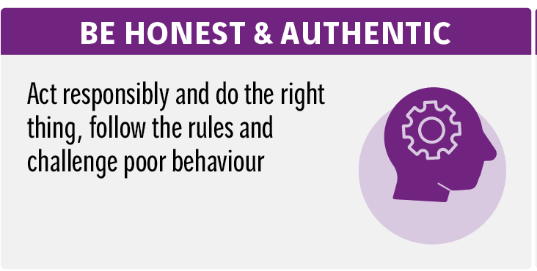 BE HONEST & AUTHENTIC
Act responsibly and do the right
thing, follow the rules and
challenge poor behaviour